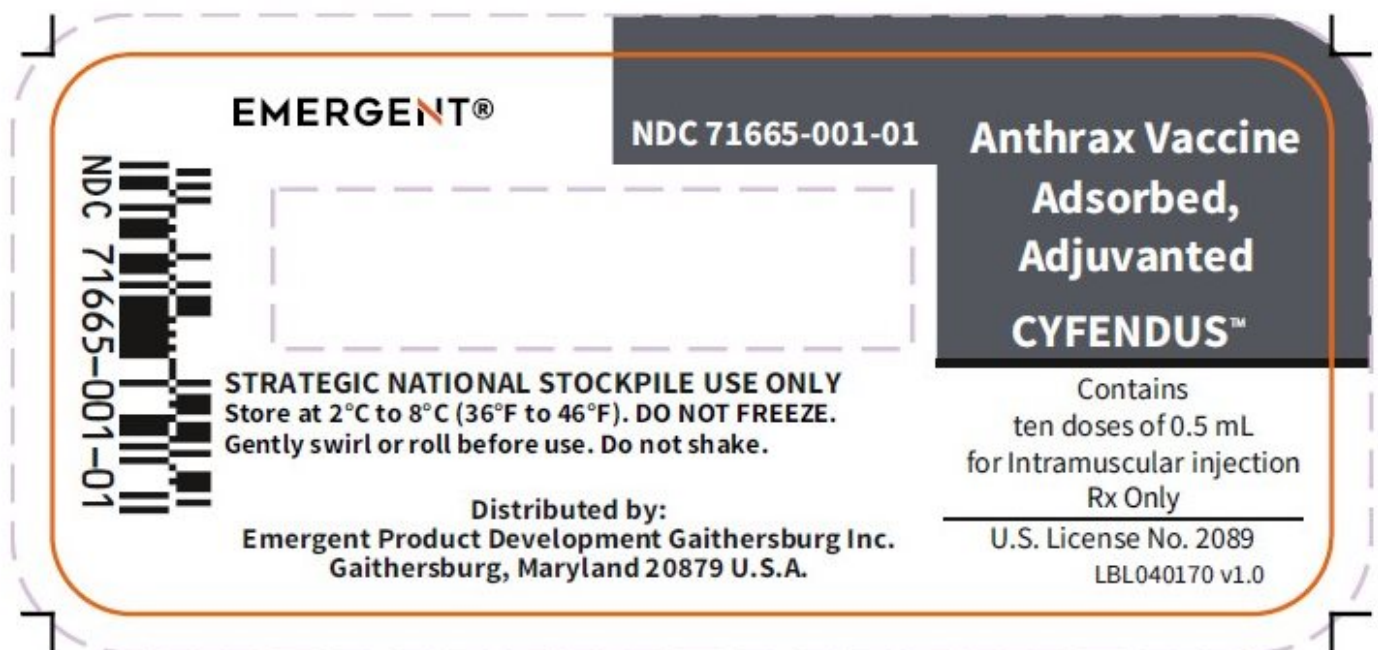 EMERGENT®
NDC 71665-001-01
NDC 71665-001-01
Anthrax Vaccine
Adsorbed,
Adjuvanted
CYFENDUS™
STRATEGIC NATIONAL STOCKPILE USE ONLY
Store at 2°C to 8°C (36°F to 46°F). DO NOT FREEZE.
Gently swirl or roll before use. Do not shake.
Distributed by:
Emergent Product Development Gaithersburg Inc.
Gaithersburg, Maryland 20879 U.S.A.
Contains
ten doses of 0.5 mL
for Intramuscular injection
Rx Only
U.S. License No. 2089
LBL040170 v1.0